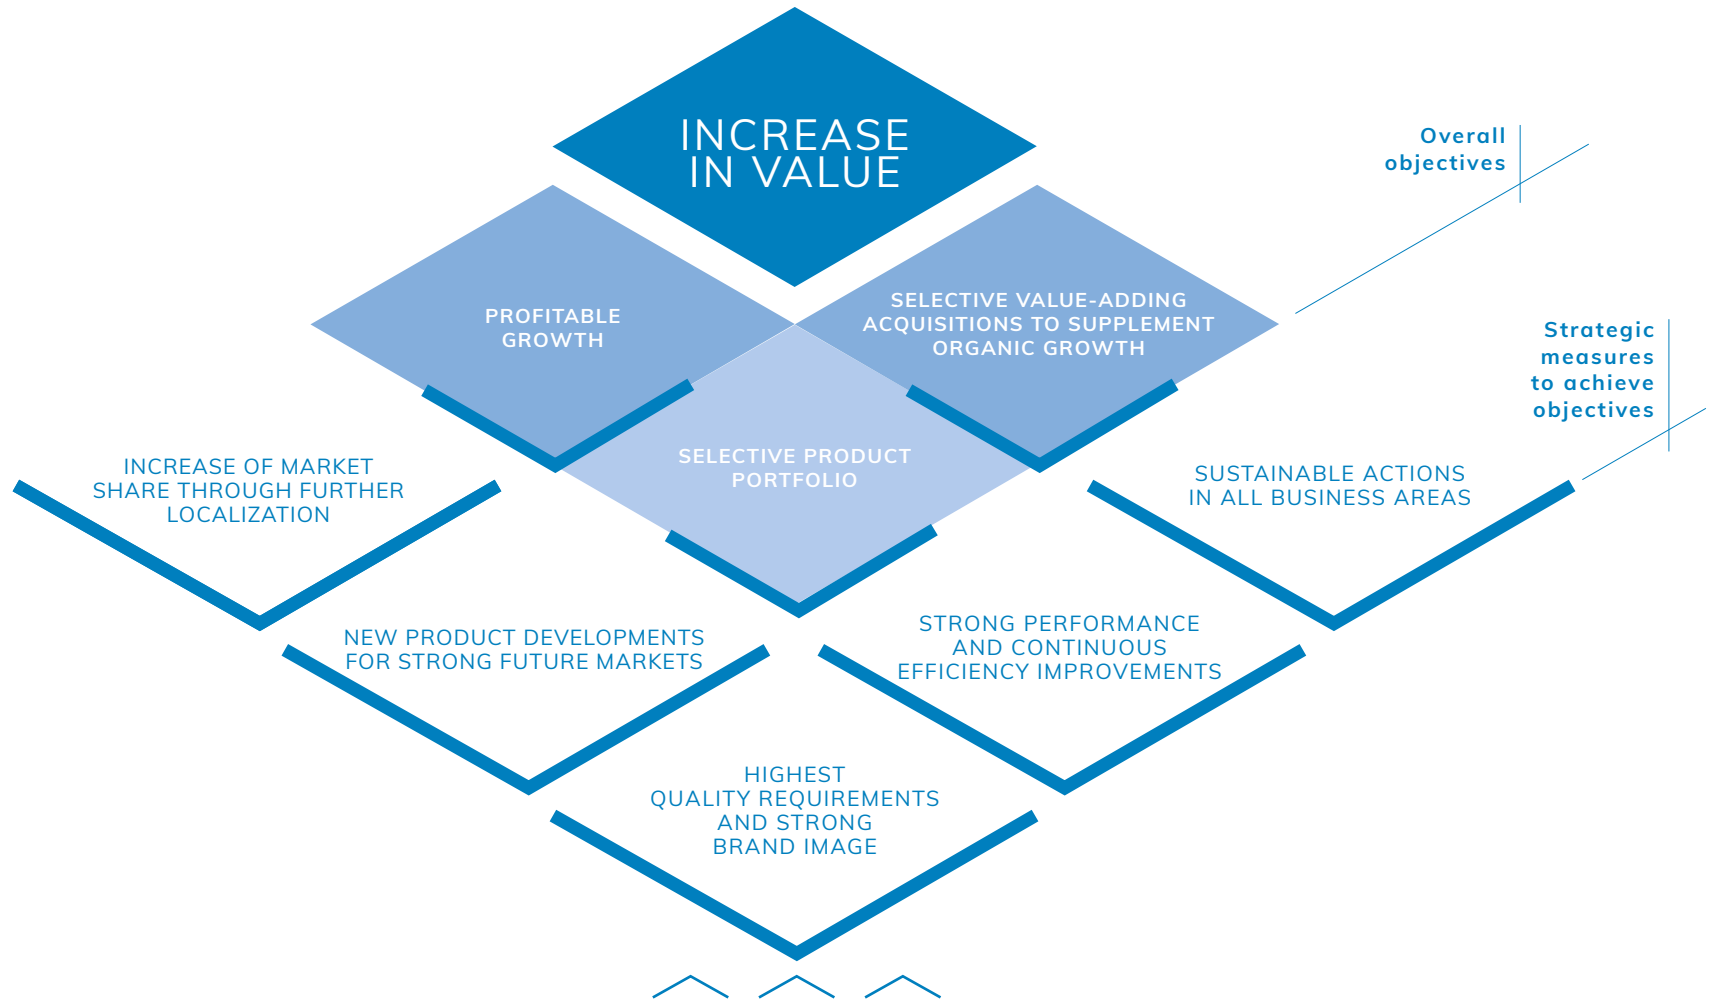 INCREASE
IN VALUE
Overall
objectives
PROFITABLE
GROWTH
SELECTIVE VALUE-ADDING
ACQUISITIONS TO SUPPLEMENT
ORGANIC GROWTH
Strategic
measures
to achieve
objectives
SELECTIVE PRODUCT
PORTFOLIO
INCREASE OF MARKET
SHARE THROUGH FURTHER
LOCALIZATION
SUSTAINABLE ACTIONS
IN ALL BUSINESS AREAS
NEW PRODUCT DEVELOPMENTS
FOR STRONG FUTURE MARKETS
STRONG PERFORMANCE
AND CONTINUOUS
EFFICIENCY IMPROVEMENTS
HIGHEST
QUALITY REQUIREMENTS
AND STRONG
BRAND IMAGE